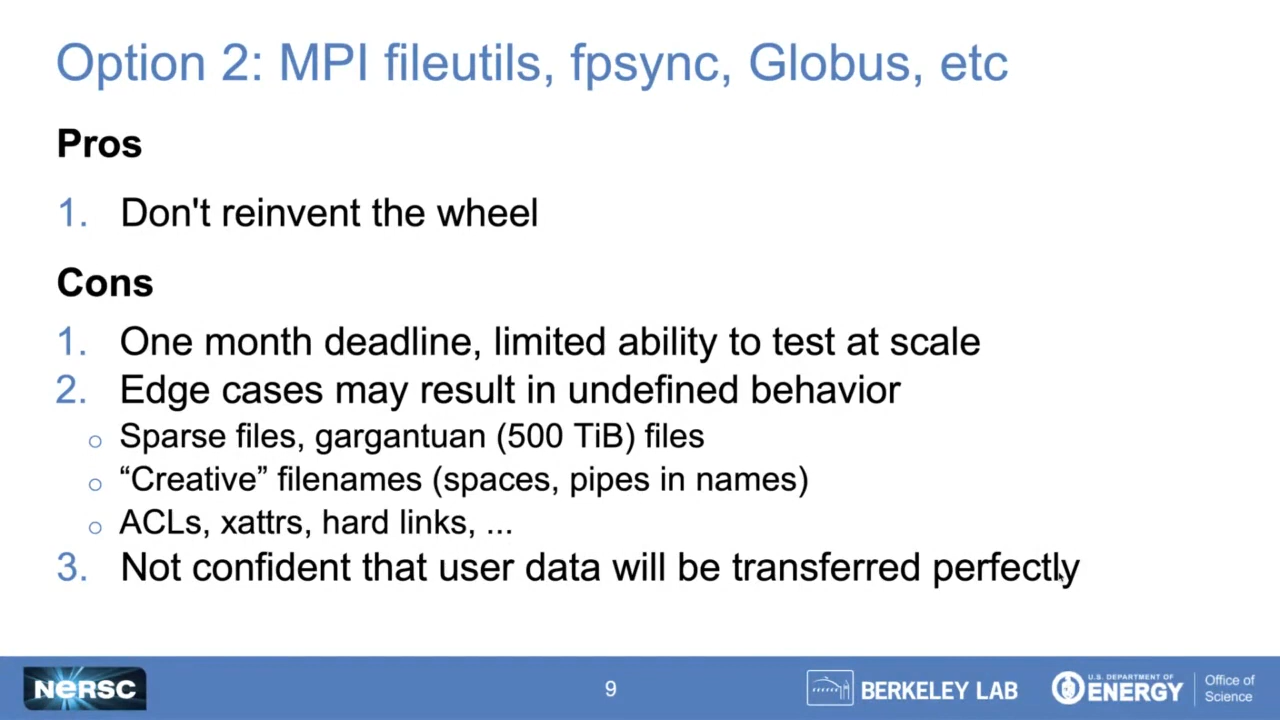 Option 2: MPI fileutils, fpsync, Globus, etc
Pros
1. Don't reinvent the wheel
Cons
1. One month deadline, limited ability to test at scale
2. Edge cases may result in undefined behavior
○ Sparse files, gargantuan (500 TiB) files
○ “Creative” filenames (spaces, pipes in names)
○ ACLs, xattrs, hard links, ...
3. Not confident that user data will be transferred perfectly
NERSC
9
BERKELEY LAB
U.S. DEPARTMENT OF
ENERGY
Office of
Science